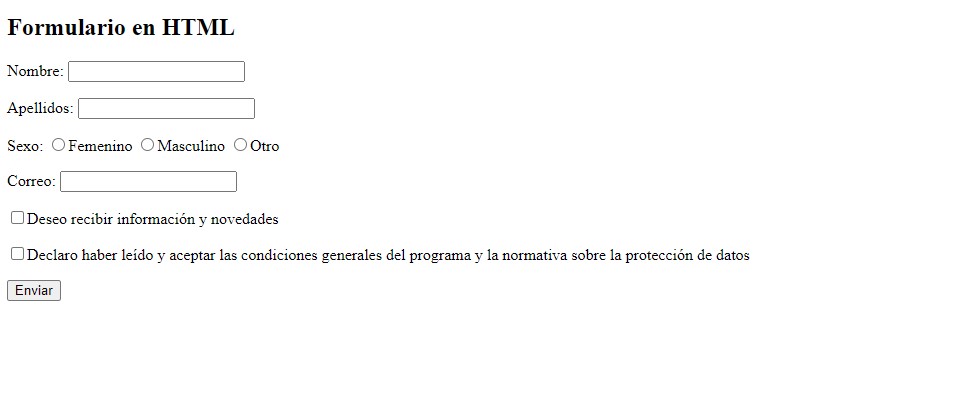 Formulario en HTML
Nombre:
Apellidos:
Sexo: Femenino Masculino Otro
Correo:
Deseo recibir información y novedades
Declaro haber leído y aceptar las condiciones generales del programa y la normativa sobre la protección de datos
Enviar